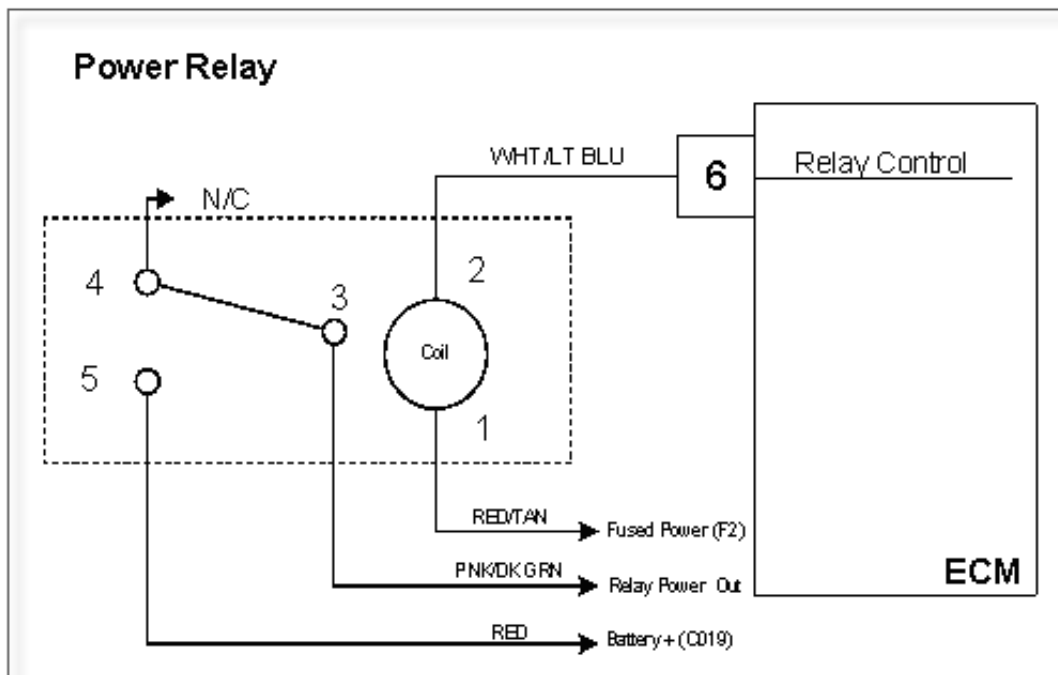 Power Relay
WHT/LT BLU
6
Relay Control
N/C
4
3
2
Coil
5
1
RED/TAN
Fused Power (F2)
PNK/DK GRN
Relay Power Out
ECM
RED
Battery+ (C019)